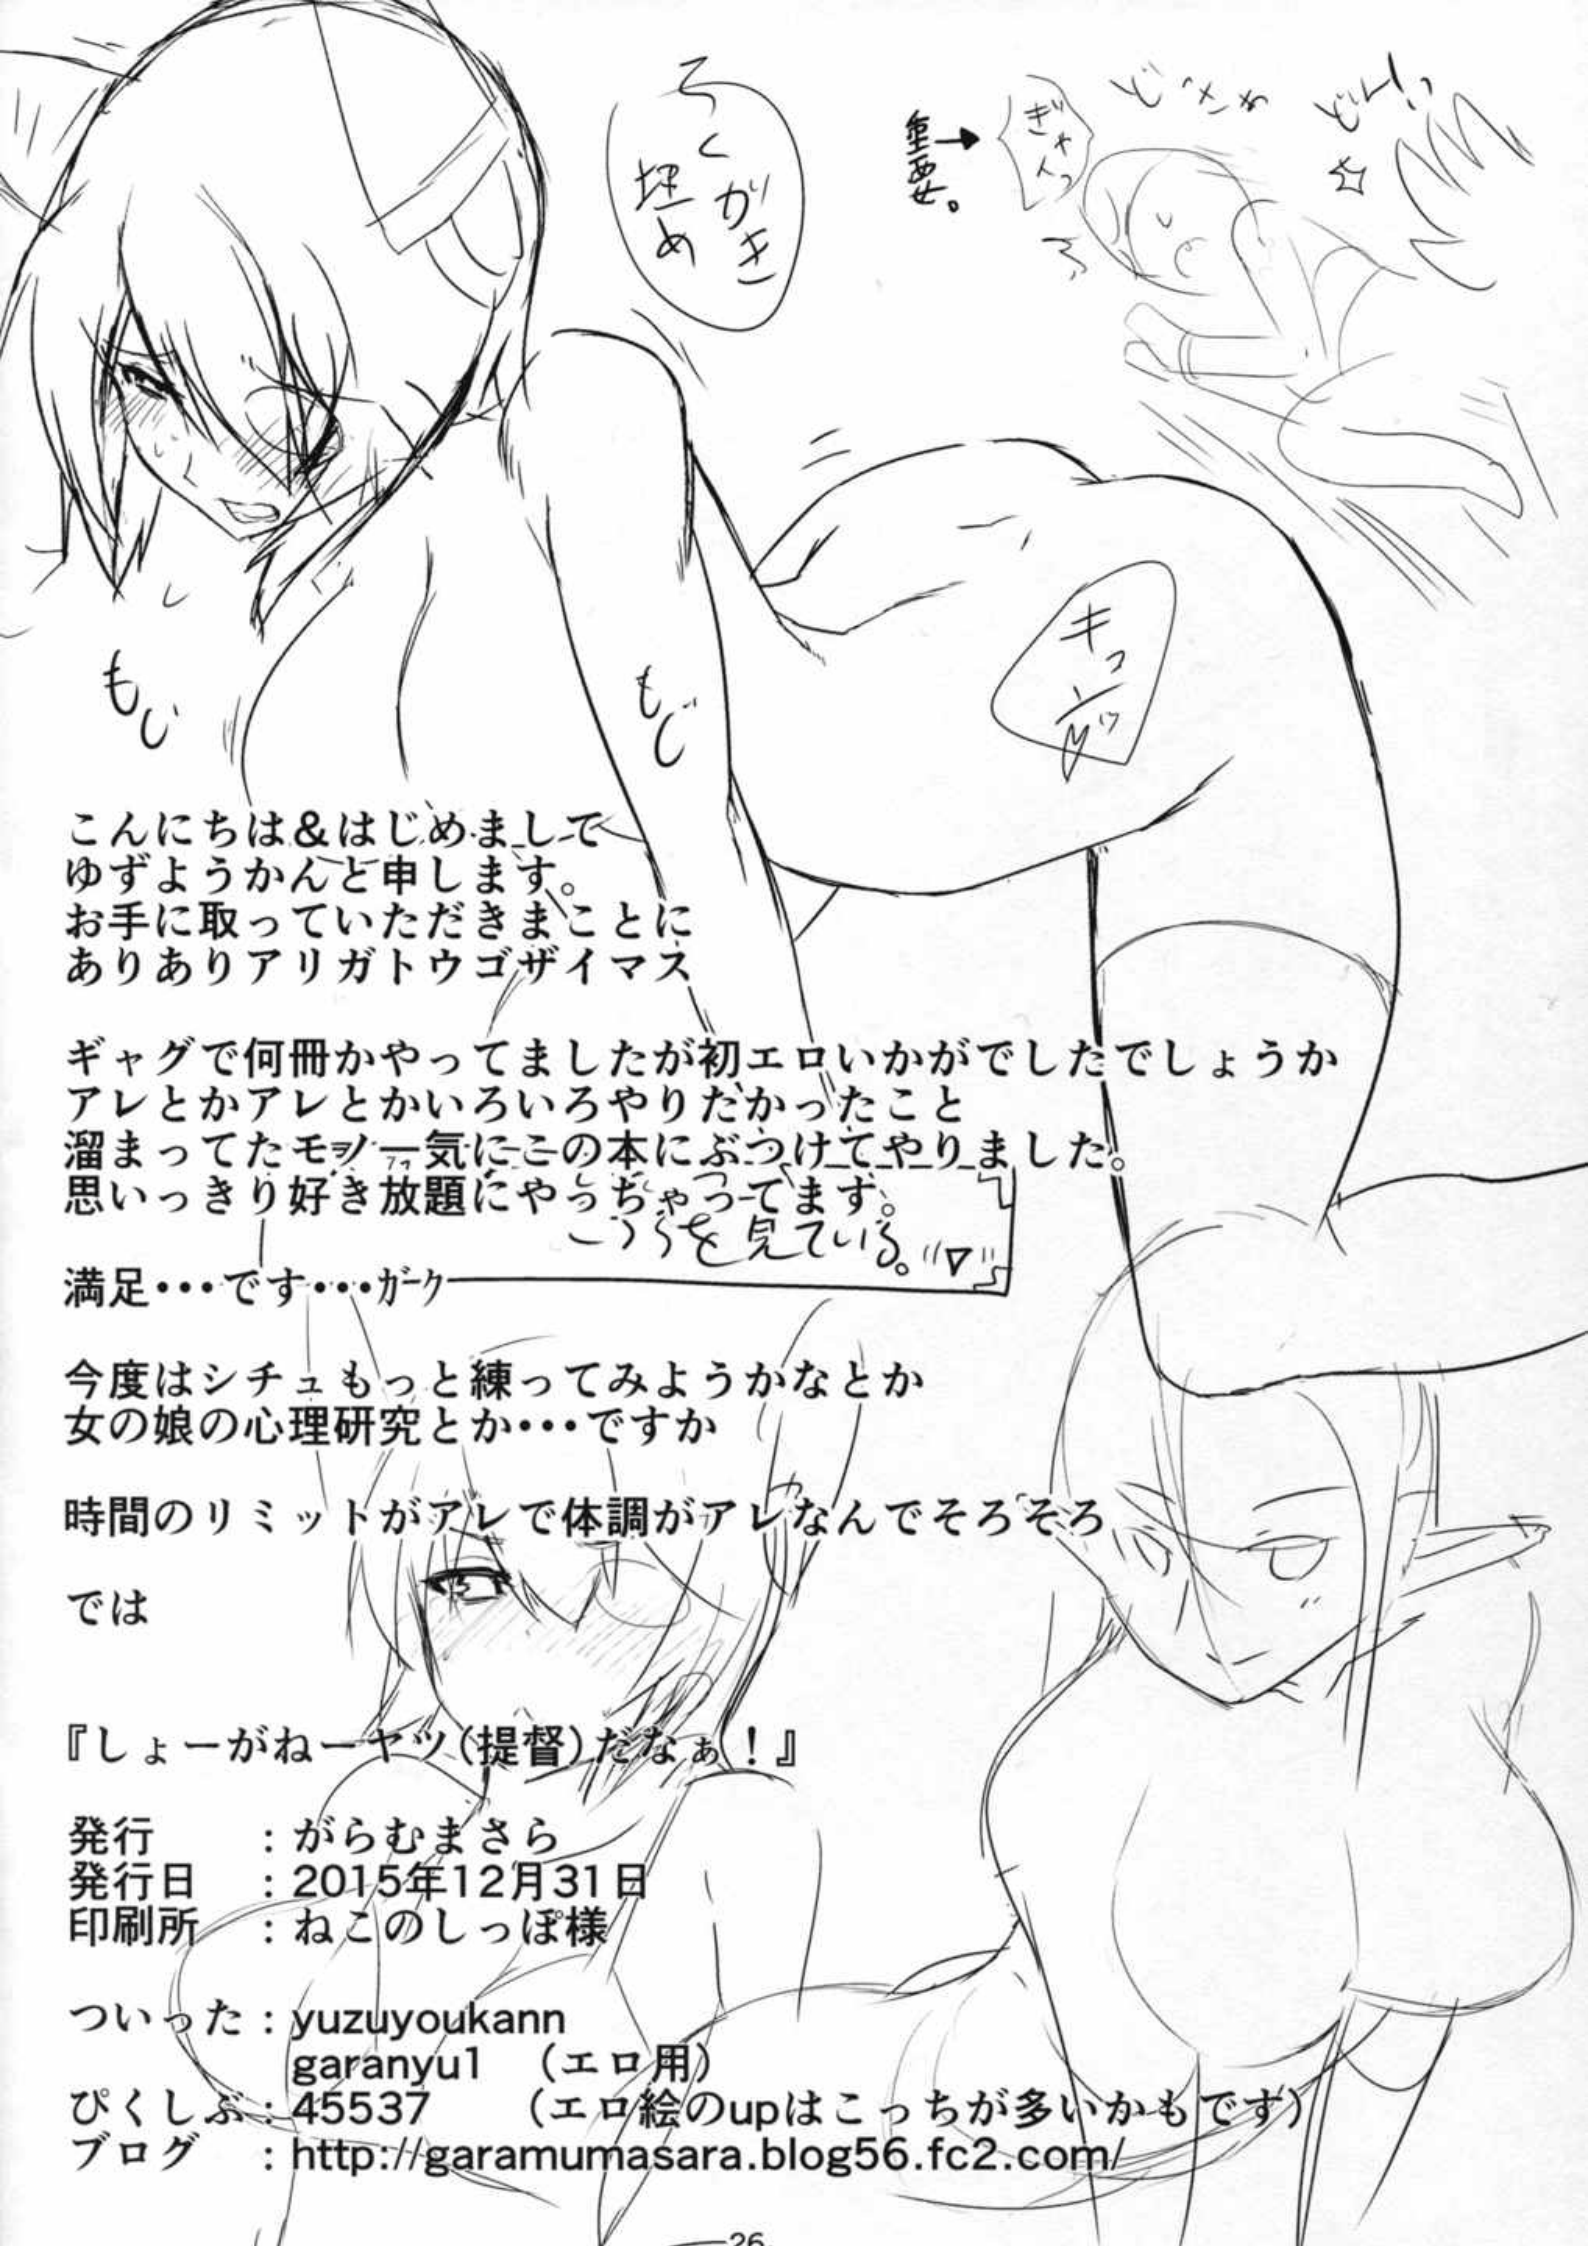 らくがき
埋め
重要。
もじ
もじ
こんにちは&はじめまして
ゆずようかんと申します。
お手に取っていただきまことに
ありありアリガトウゴザイマス
ギャグで何冊かやってましたが初エロいかがでしたでしょうか
アレとかアレとかいろいろやりたかったこと
溜まってたモノ一気にこの本にぶつけてやりました。
思いっきり好き放題にやっちゃってます。
こちらを見ている。
満足・・・です・・・ｶﾞｰｸ
今度はシチュもっと練ってみようかなとか
女の娘の心理研究とか・・・ですか
時間のリミットがアレで体調がアレなんでそろそろ
では
『しょーがねーヤツ(提督)だなぁ!』
発行　　：がらむまさら
発行日　：2015年12月31日
印刷所　：ねこのしっぽ様
ついった：yuzuyoukann
garanyu1　（エロ用）
ぴくしぶ：45537　　（エロ絵のupはこっちが多いかもです）
ブログ　：http://garamumasara.blog56.fc2.com/
26